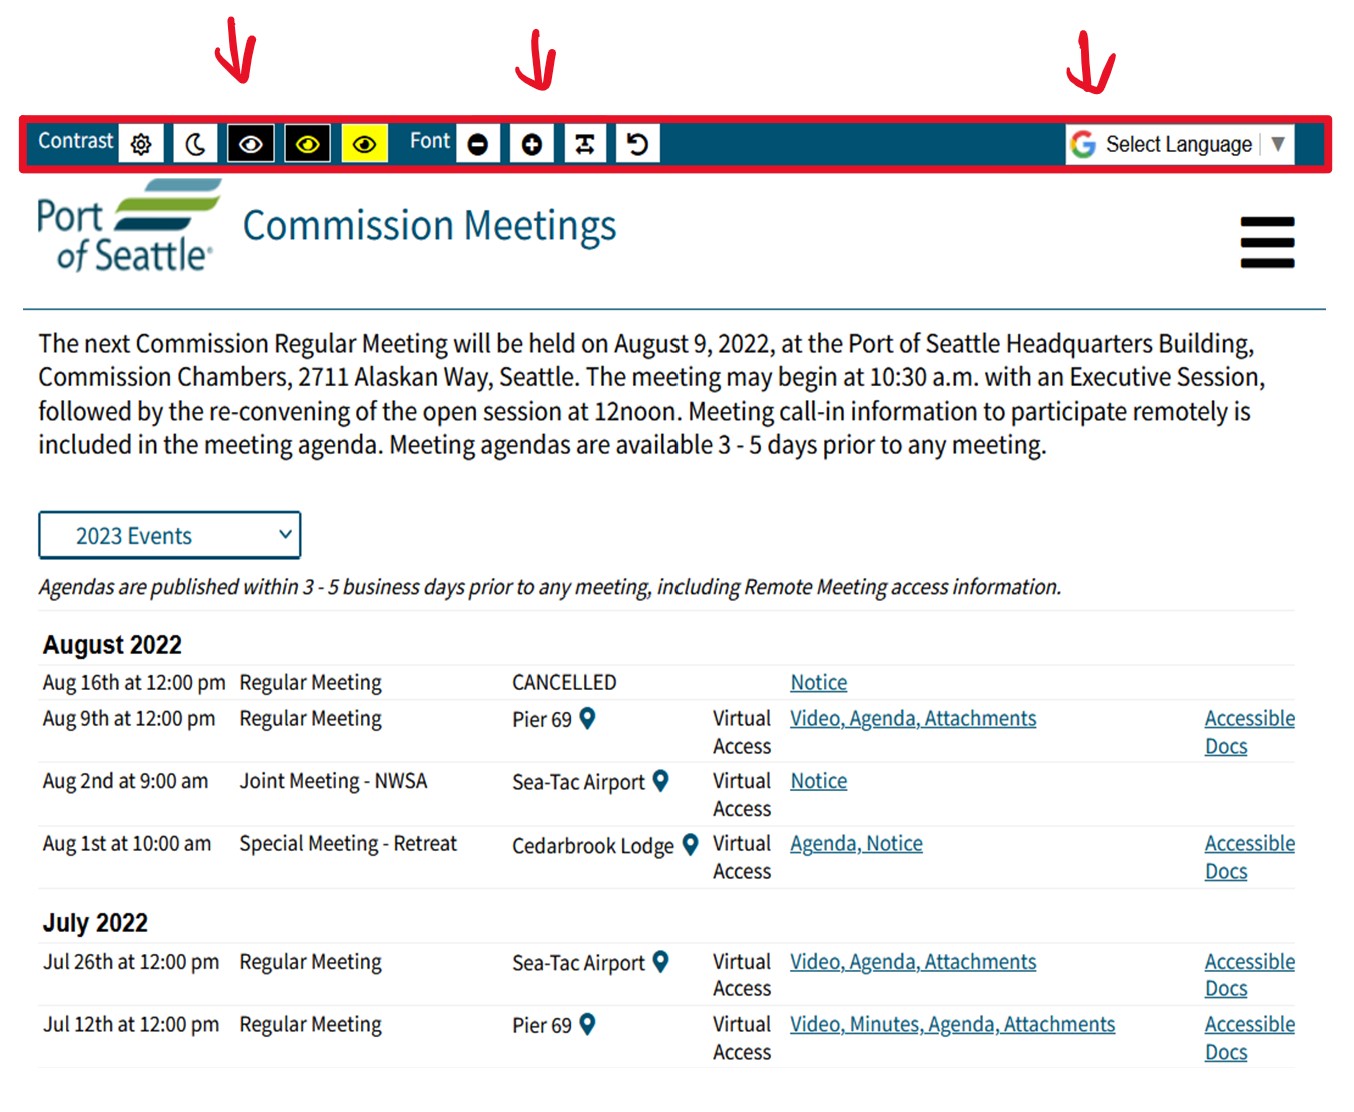 Contrast Font Select Language
Port of Seattle
Commission Meetings
The next Commission Regular Meeting will be held on August 9, 2022, at the Port of Seattle Headquarters Building,
Commission Chambers, 2711 Alaskan Way, Seattle. The meeting may begin at 10:30 a.m. with an Executive Session,
followed by the re-convening of the open session at 12noon. Meeting call-in information to participate remotely is
included in the meeting agenda. Meeting agendas are available 3 - 5 days prior to any meeting.
2023 Events
Agendas are published within 3 - 5 business days prior to any meeting, including Remote Meeting access information.
August 2022
Aug 16th at 12:00 pm Regular Meeting CANCELLED Notice
Aug 9th at 12:00 pm Regular Meeting Pier 69 Virtual Access Video, Agenda, Attachments Accessible Docs
Aug 2nd at 9:00 am Joint Meeting - NWSA Sea-Tac Airport Virtual Access Notice
Aug 1st at 10:00 am Special Meeting - Retreat Cedarbrook Lodge Virtual Access Agenda, Notice Accessible Docs
July 2022
Jul 26th at 12:00 pm Regular Meeting Sea-Tac Airport Virtual Access Video, Agenda, Attachments Accessible Docs
Jul 12th at 12:00 pm Regular Meeting Pier 69 Virtual Access Video, Minutes, Agenda, Attachments Accessible Docs